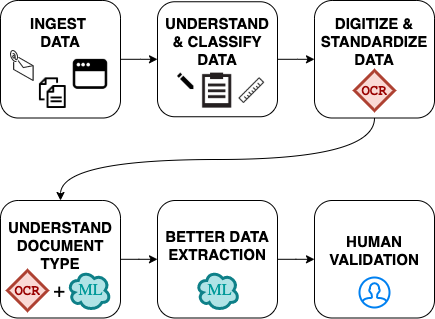 INGEST
DATA
UNDERSTAND
& CLASSIFY
DATA
DIGITIZE &
STANDARDIZE
DATA
OCR
UNDERSTAND
DOCUMENT
TYPE
OCR + ML
BETTER DATA
EXTRACTION
ML
HUMAN
VALIDATION